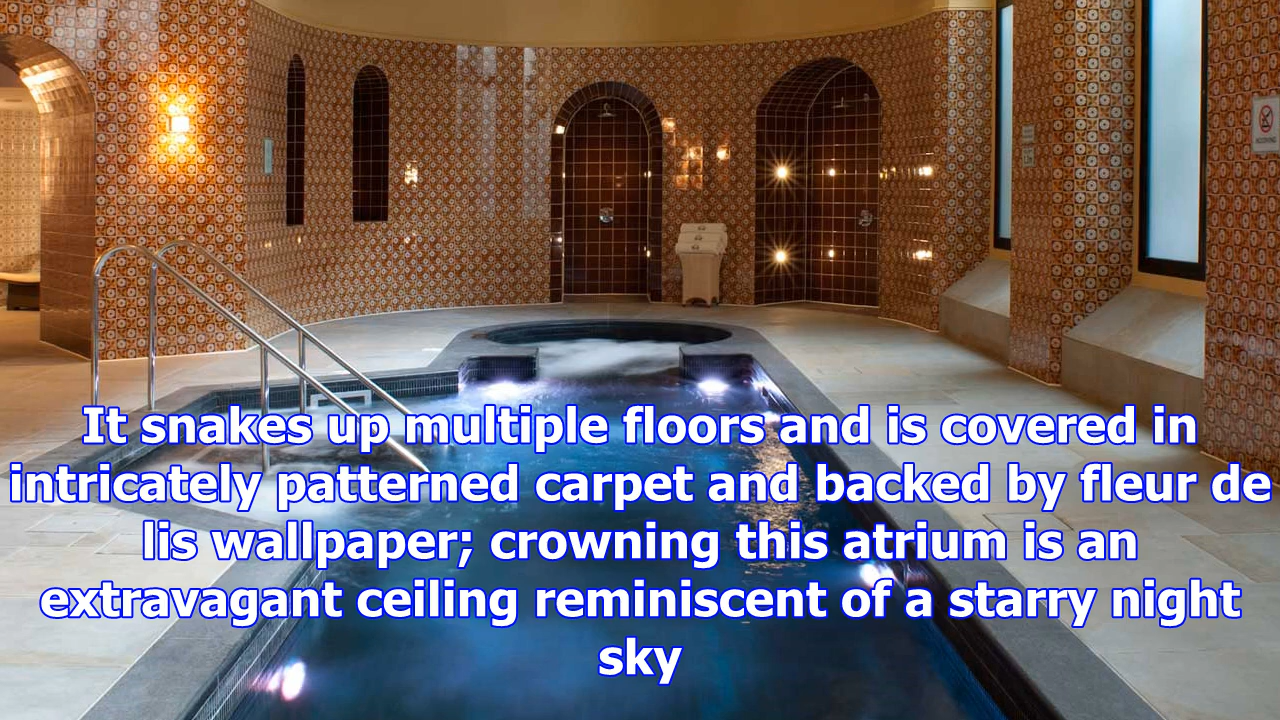 It snakes up multiple floors and is covered in
intricately patterned carpet and backed by fleur de
lis wallpaper; crowning this atrium is an
extravagant ceiling reminiscent of a starry night
sky